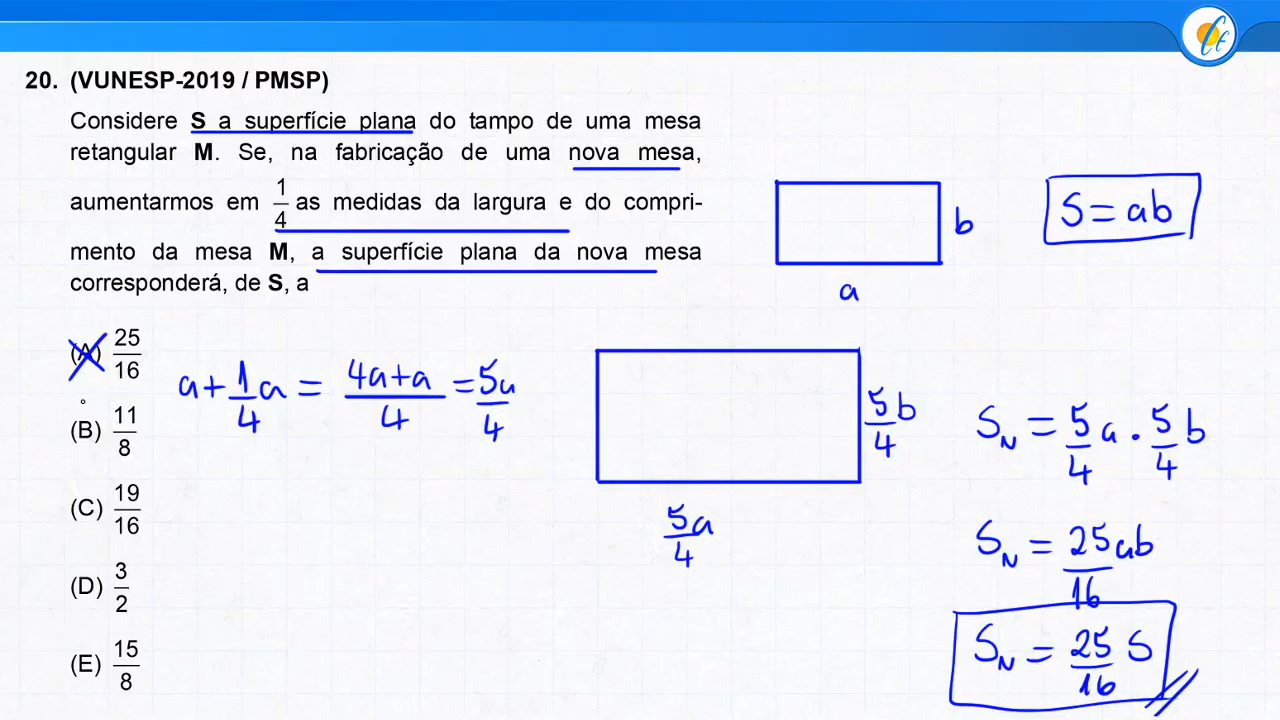 20. (VUNESP-2019 / PMSP)
Considere S a superfície plana do tampo de uma mesa
retangular M. Se, na fabricação de uma nova mesa,
aumentarmos em 1/4 as medidas da largura e do compri-
mento da mesa M, a superfície plana da nova mesa
corresponderá, de S, a
(A) 25/16
(B) 11/8
(C) 19/16
(D) 3/2
(E) 15/8
a + 1/4 a = 4a+a/4 = 5a/4
b
a
S = ab
5/4 b
5/4 a
S_N = 5/4 a . 5/4 b
S_N = 25ab/16
S_N = 25/16 S